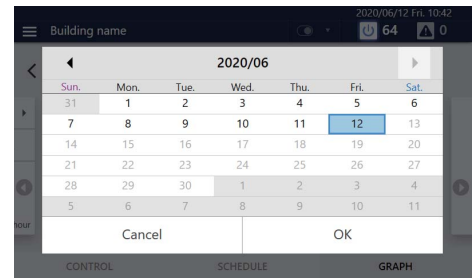 2020/06/12 Fri. 10:42
Building name
64
0
2020/06
Sun. Mon. Tue. Wed. Thu. Fri. Sat.
31 1 2 3 4 5 6
7 8 9 10 11 12 13
14 15 16 17 18 19 20
21 22 23 24 25 26 27
28 29 30 1 2 3 4
5 6 7 8 9 10 11
hour
Cancel OK
CONTROL SCHEDULE GRAPH